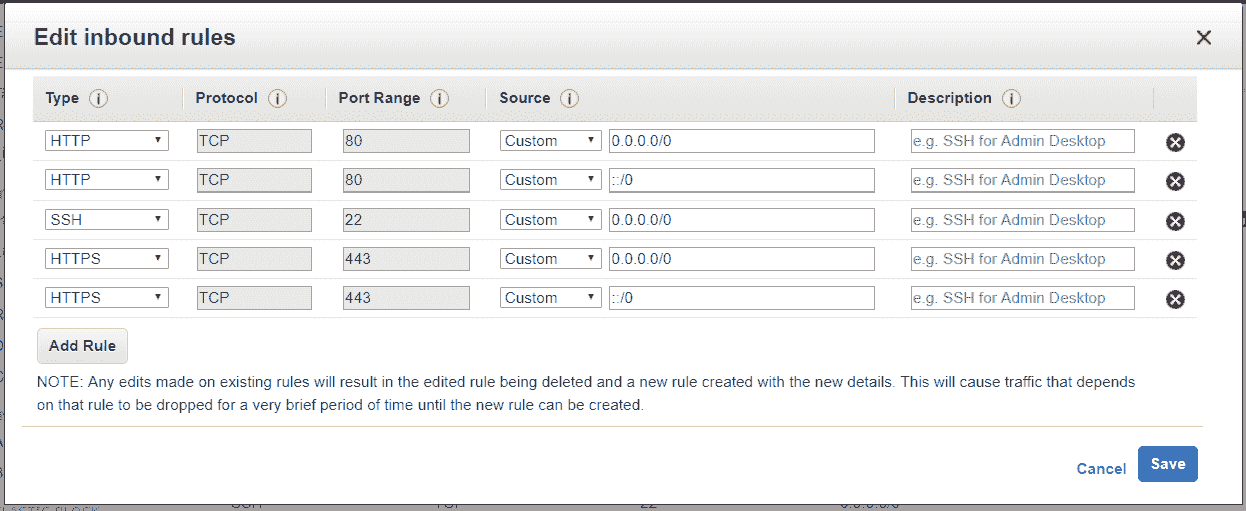 Edit inbound rules
Type Protocol Port Range Source Description
HTTP TCP 80 Custom 0.0.0.0/0 e.g. SSH for Admin Desktop
HTTP TCP 80 Custom ::/0 e.g. SSH for Admin Desktop
SSH TCP 22 Custom 0.0.0.0/0 e.g. SSH for Admin Desktop
HTTPS TCP 443 Custom 0.0.0.0/0 e.g. SSH for Admin Desktop
HTTPS TCP 443 Custom ::/0 e.g. SSH for Admin Desktop
Add Rule
NOTE: Any edits made on existing rules will result in the edited rule being deleted and a new rule created with the new details. This will cause traffic that depends
on that rule to be dropped for a very brief period of time until the new rule can be created.
Cancel Save